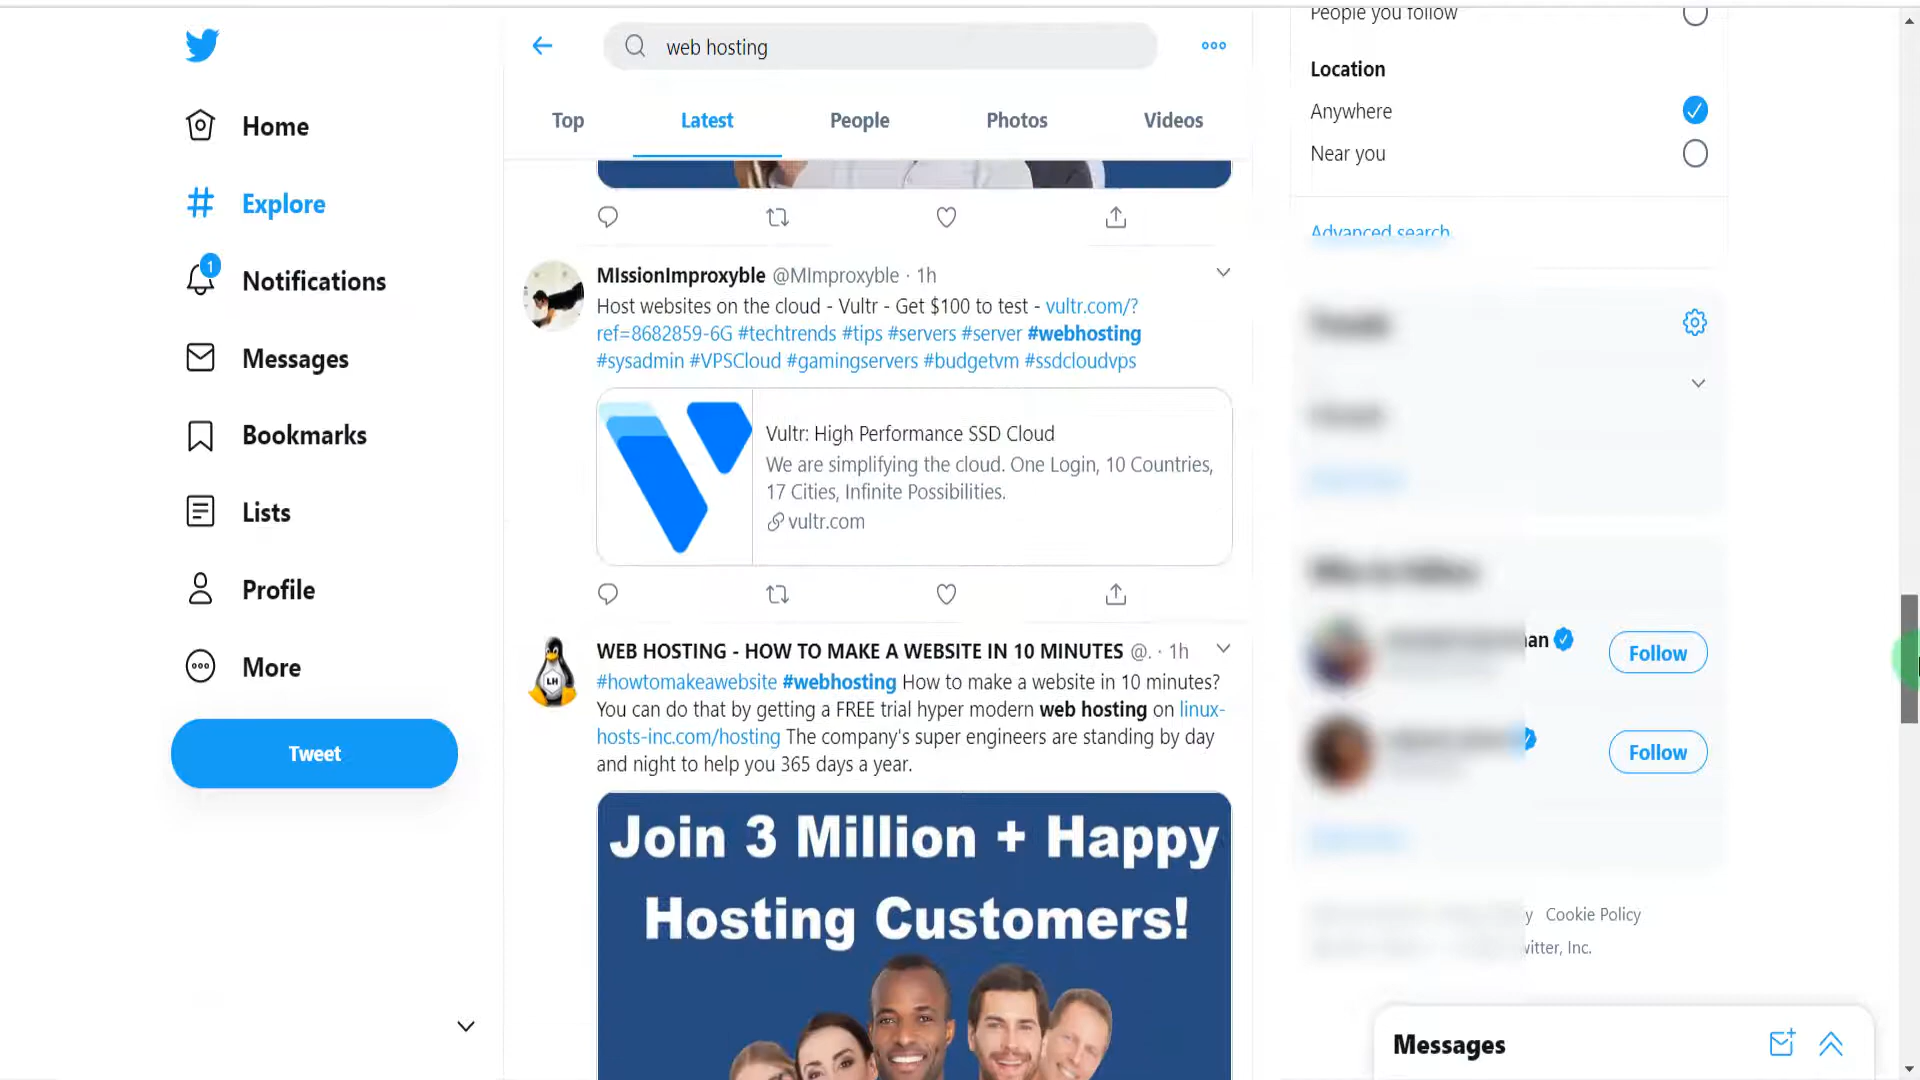 Home
Explore
1
Notifications
Messages
Bookmarks
Lists
Profile
More
Tweet
web hosting
Top
Latest
People
Photos
Videos
MIssionImproxyble @MImproxyble · 1h
Host websites on the cloud - Vultr - Get $100 to test - vultr.com/?
ref=8682859-6G #techtrends #tips #servers #server #webhosting
#sysadmin #VPSCloud #gamingservers #budgetvm #ssdcloudvps
Vultr: High Performance SSD Cloud
We are simplifying the cloud. One Login, 10 Countries,
17 Cities, Infinite Possibilities.
vultr.com
WEB HOSTING - HOW TO MAKE A WEBSITE IN 10 MINUTES @. · 1h
#howtomakeawebsite #webhosting How to make a website in 10 minutes?
You can do that by getting a FREE trial hyper modern web hosting on linux-
hosts-inc.com/hosting The company's super engineers are standing by day
and night to help you 365 days a year.
LH
Join 3 Million + Happy
Hosting Customers!
People you follow
Location
Anywhere
Near you
Advanced search
Follow
Follow
Cookie Policy
Inc.
Messages